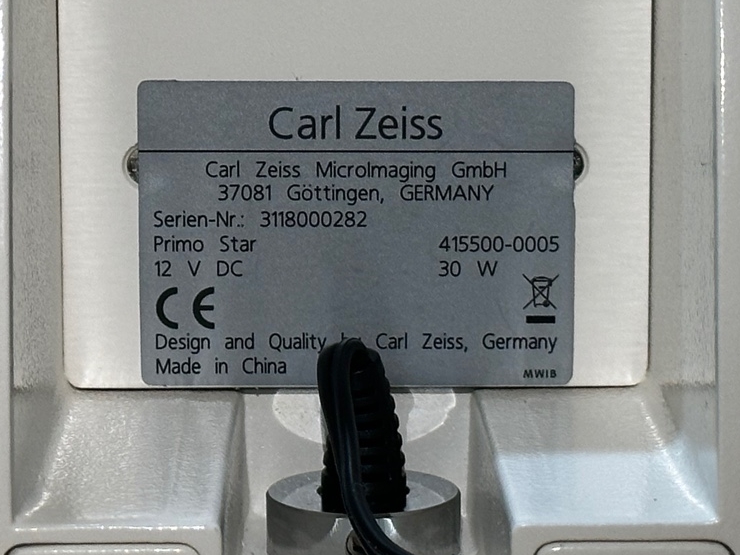 Carl Zeiss
Carl Zeiss MicroImaging GmbH
37081 Göttingen, GERMANY
Serien-Nr.: 3118000282
Primo Star 415500-0005
12 V DC 30 W
CE
Design and Quality by Carl Zeiss, Germany
Made in China
MWIB